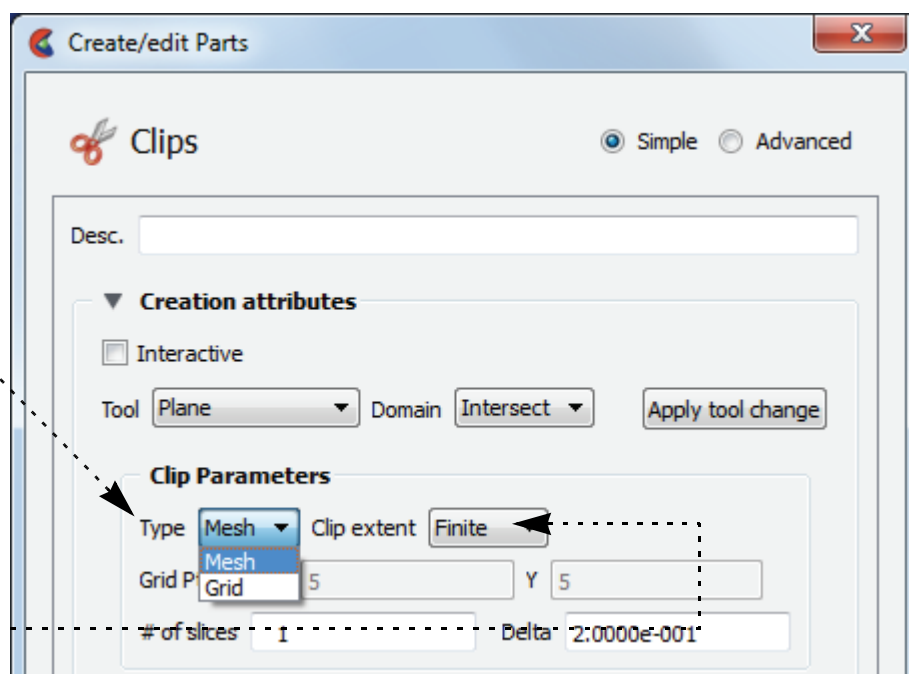 Create/edit Parts
Clips Simple Advanced
Desc.
Creation attributes
Interactive
Tool Plane Domain Intersect Apply tool change
Clip Parameters
Type Mesh Clip extent Finite
Mesh
Grid P 5 Y 5
Grid
# of slices 1 Delta 2.0000e-001